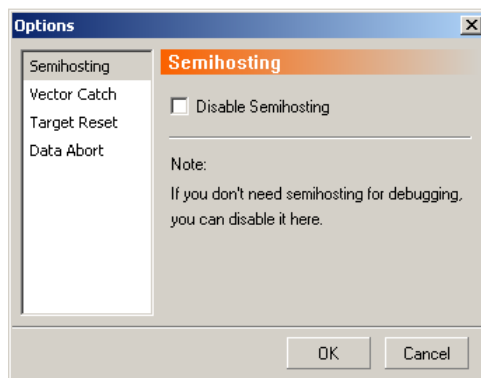 Options
Semihosting
Vector Catch
Target Reset
Data Abort
Semihosting
Disable Semihosting
Note:
If you don't need semihosting for debugging,
you can disable it here.
OK
Cancel